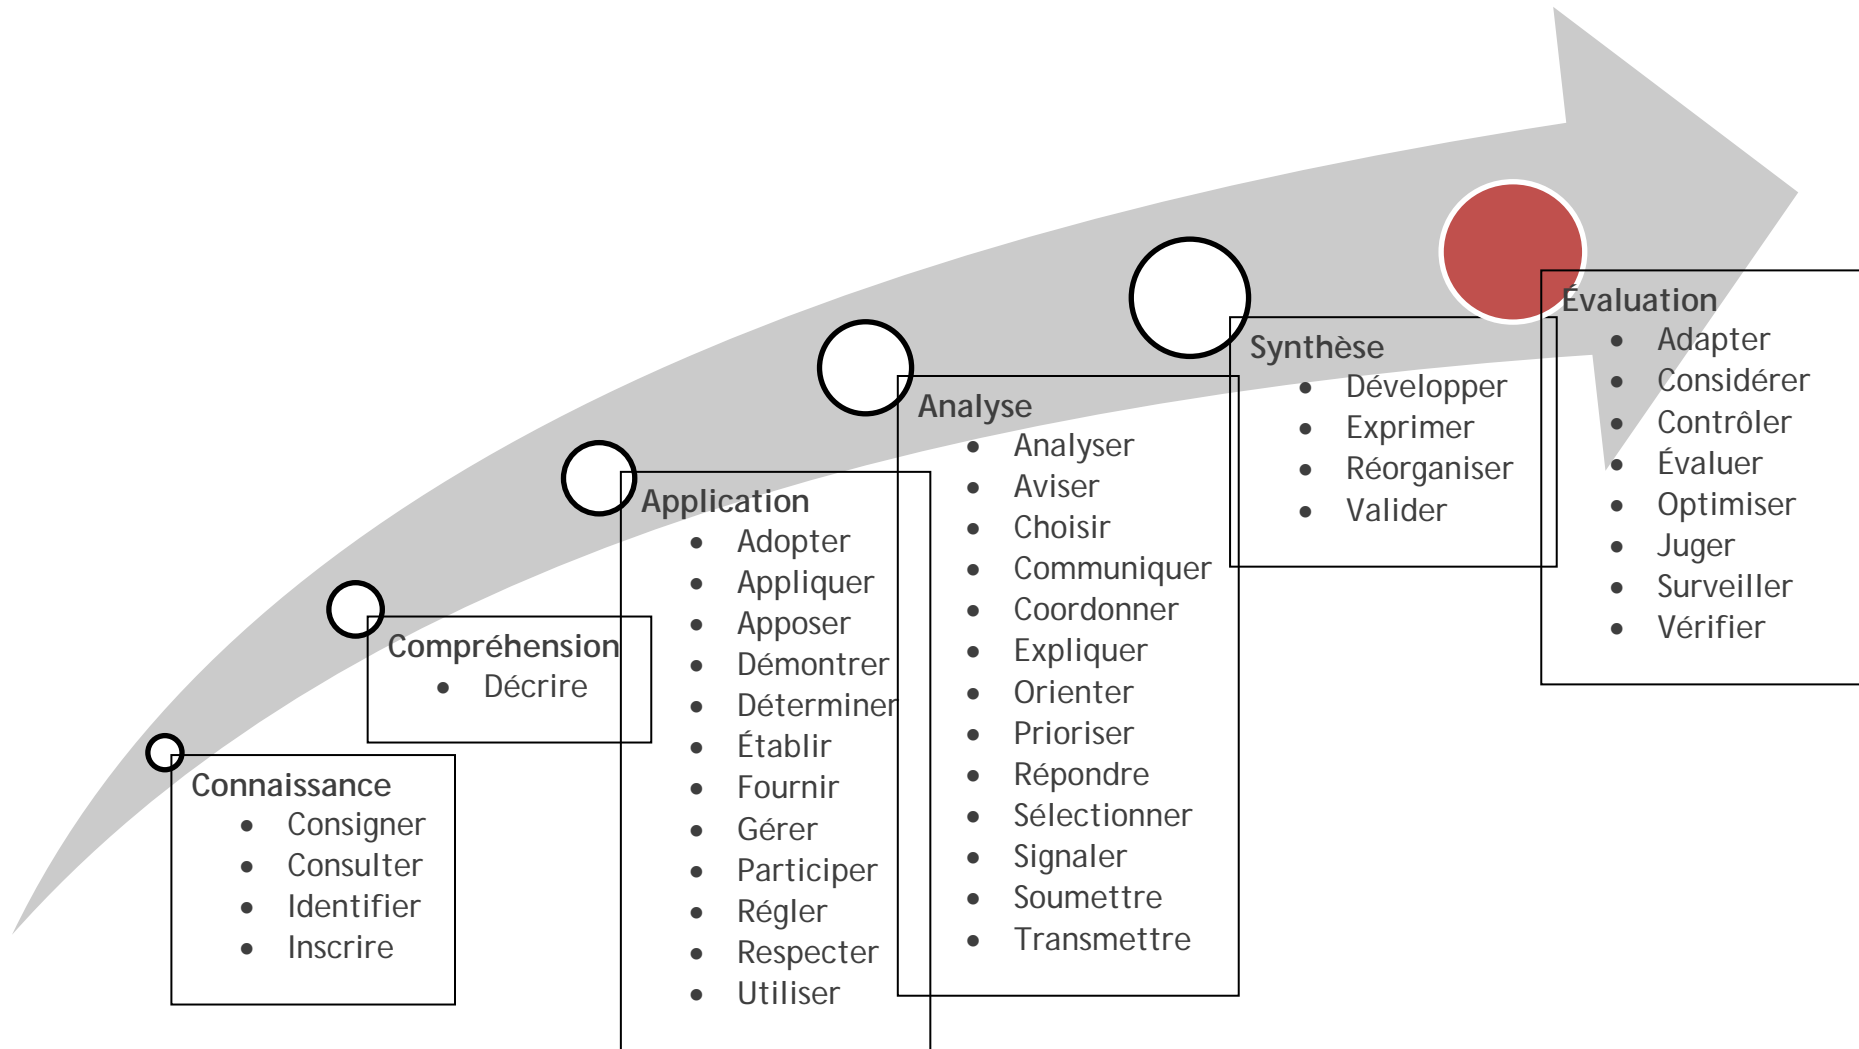 Connaissance
• Consigner
• Consulter
• Identifier
• Inscrire
Compréhension
• Décrire
Application
• Adopter
• Appliquer
• Apposer
• Démontrer
• Déterminer
• Établir
• Fournir
• Gérer
• Participer
• Régler
• Respecter
• Utiliser
Analyse
• Analyser
• Aviser
• Choisir
• Communiquer
• Coordonner
• Expliquer
• Orienter
• Prioriser
• Répondre
• Sélectionner
• Signaler
• Soumettre
• Transmettre
Synthèse
• Développer
• Exprimer
• Réorganiser
• Valider
Évaluation
• Adapter
• Considérer
• Contrôler
• Évaluer
• Optimiser
• Juger
• Surveiller
• Vérifier